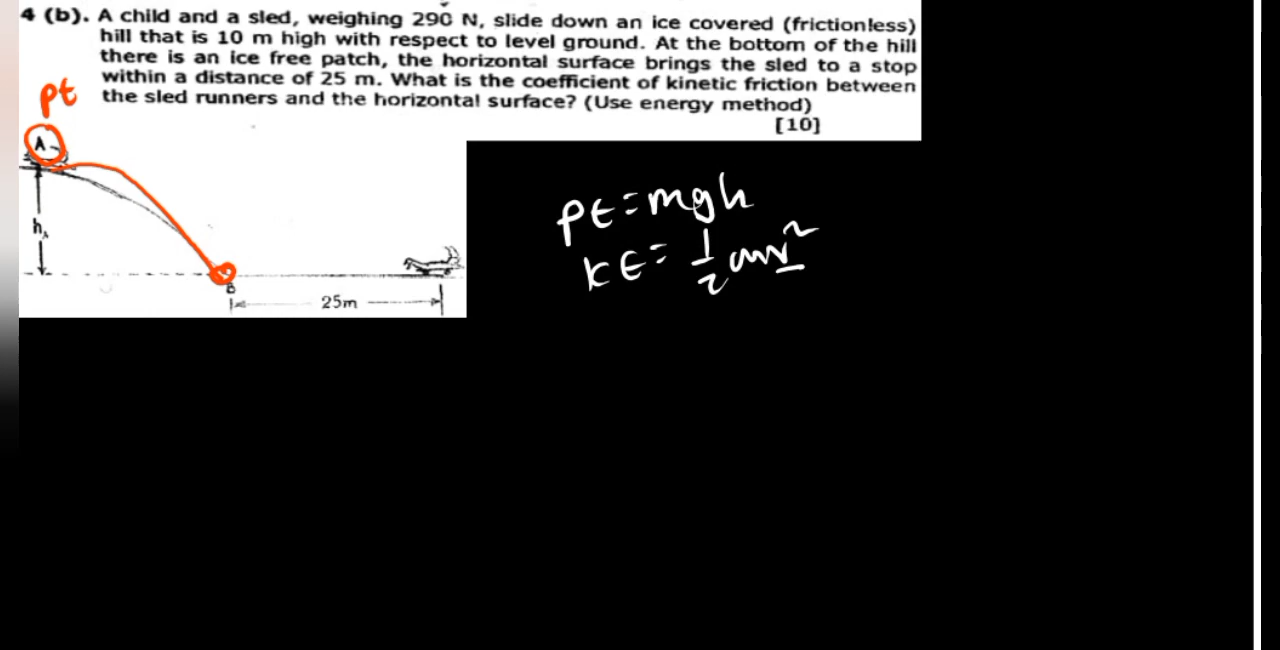 4 (b). A child and a sled, weighing 290 N, slide down an ice covered (frictionless)
hill that is 10 m high with respect to level ground. At the bottom of the hill
there is an ice free patch, the horizontal surface brings the sled to a stop
within a distance of 25 m. What is the coefficient of kinetic friction between
the sled runners and the horizontal surface? (Use energy method)
[10]
pt
A
h
B
25m
pt=mgh
KE= 1/2 mv²